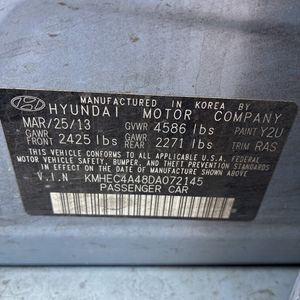 MANUFACTURED IN KOREA BY
HYUNDAI MOTOR COMPANY
MAR/25/13 GVWR 4586 lbs PAINT Y2U
GAWR FRONT 2425 lbs GAWR REAR 2271 lbs TRIM RAS
THIS VEHICLE CONFORMS TO ALL APPLICABLE U.S.A. FEDERAL
MOTOR VEHICLE SAFETY, BUMPER, AND THEFT PREVENTION STANDARDS
IN EFFECT ON THE DATE OF MANUFACTURE SHOWN ABOVE.
V.I.N KMHEC4A48DA072145
PASSENGER CAR